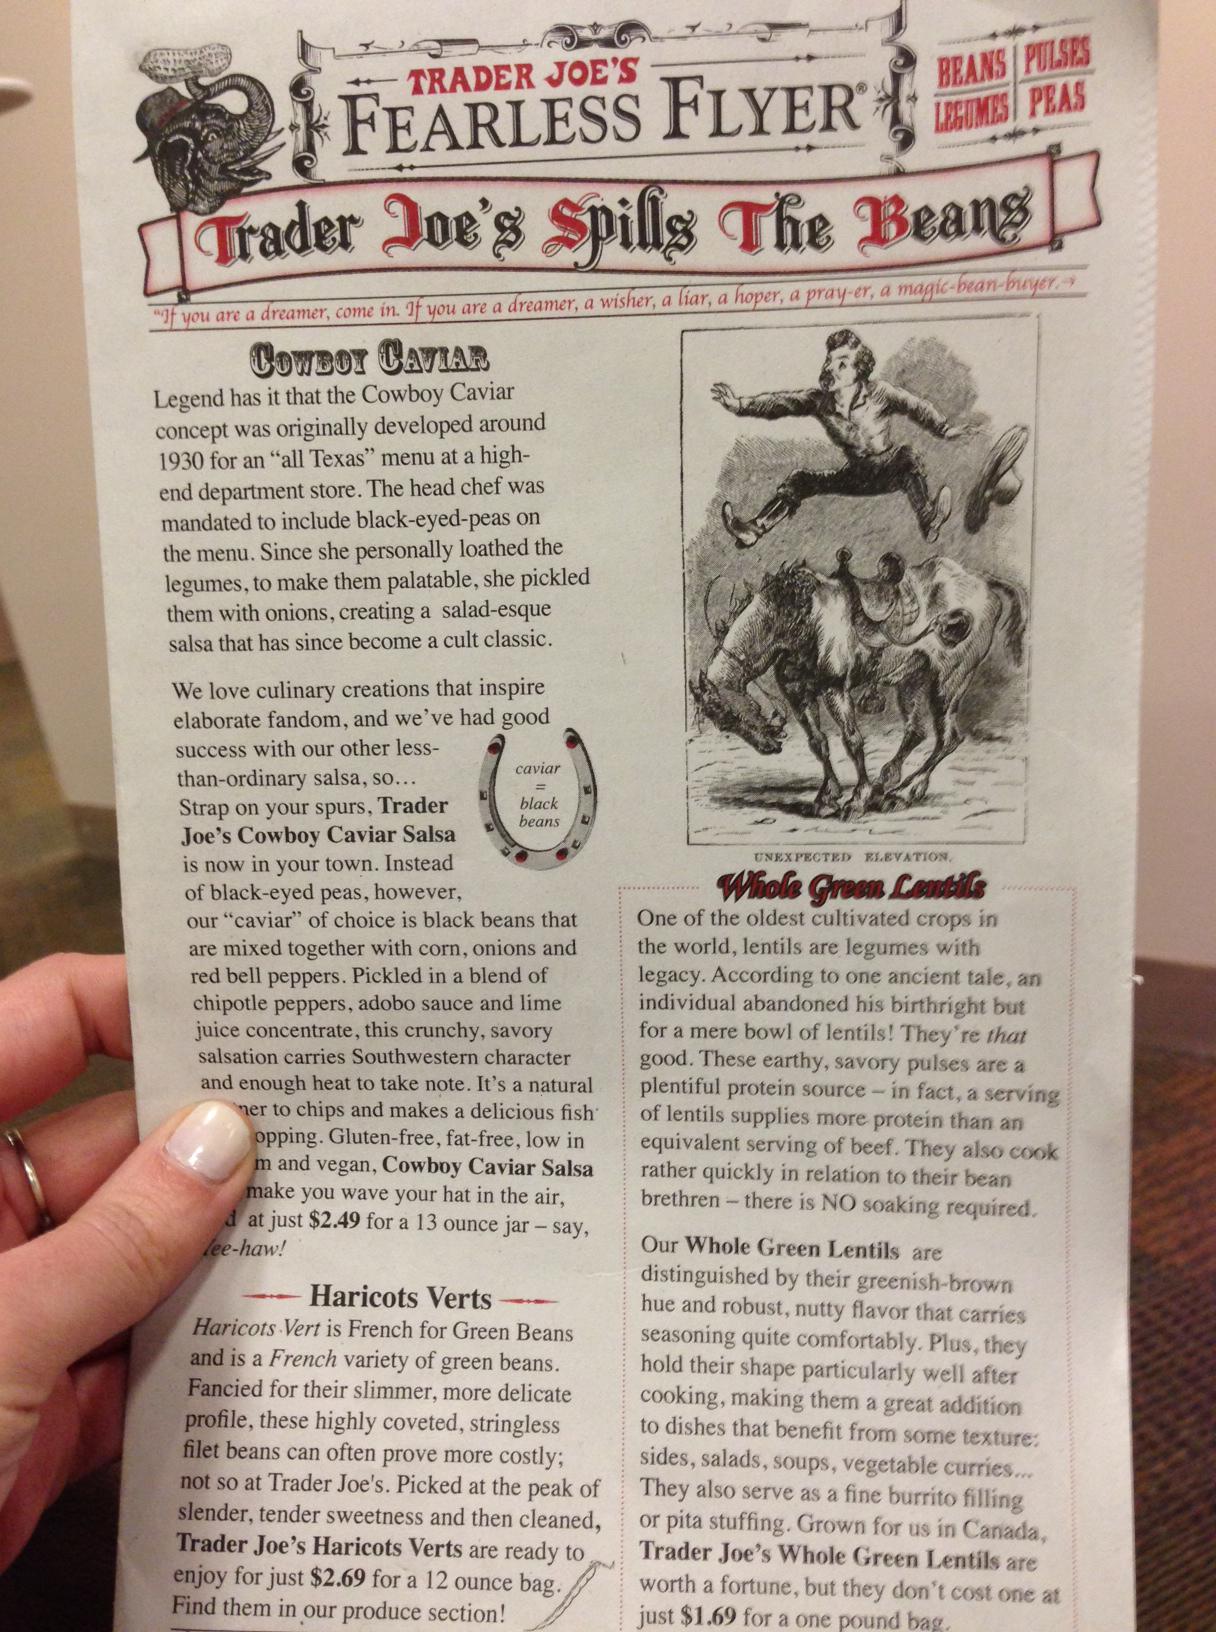 TRADER JOE'S
FEARLESS FLYER®
BEANS PULSES
LEGUMES PEAS
Trader Joe's Spills The Beans
"If you are a dreamer, come in. If you are a dreamer, a wisher, a liar, a hoper, a pray-er, a magic-bean-buyer.→
COWBOY CAVIAR
Legend has it that the Cowboy Caviar
concept was originally developed around
1930 for an “all Texas” menu at a high-
end department store. The head chef was
mandated to include black-eyed-peas on
the menu. Since she personally loathed the
legumes, to make them palatable, she pickled
them with onions, creating a salad-esque
salsa that has since become a cult classic.
We love culinary creations that inspire
elaborate fandom, and we’ve had good
success with our other less-
than-ordinary salsa, so…
Strap on your spurs, Trader
Joe’s Cowboy Caviar Salsa
is now in your town. Instead
of black-eyed peas, however,
our “caviar” of choice is black beans that
are mixed together with corn, onions and
red bell peppers. Pickled in a blend of
chipotle peppers, adobo sauce and lime
juice concentrate, this crunchy, savory
salsation carries Southwestern character
and enough heat to take note. It’s a natural
ner to chips and makes a delicious fish
opping. Gluten-free, fat-free, low in
m and vegan, Cowboy Caviar Salsa
make you wave your hat in the air,
d at just $2.49 for a 13 ounce jar – say,
ee-haw!
caviar
=
black
beans
Haricots Verts
Haricots Vert is French for Green Beans
and is a French variety of green beans.
Fancied for their slimmer, more delicate
profile, these highly coveted, stringless
filet beans can often prove more costly;
not so at Trader Joe's. Picked at the peak of
slender, tender sweetness and then cleaned,
Trader Joe’s Haricots Verts are ready to
enjoy for just $2.69 for a 12 ounce bag.
Find them in our produce section!
UNEXPECTED ELEVATION.
Whole Green Lentils
One of the oldest cultivated crops in
the world, lentils are legumes with
legacy. According to one ancient tale, an
individual abandoned his birthright but
for a mere bowl of lentils! They’re that
good. These earthy, savory pulses are a
plentiful protein source – in fact, a serving
of lentils supplies more protein than an
equivalent serving of beef. They also cook
rather quickly in relation to their bean
brethren – there is NO soaking required.
Our Whole Green Lentils are
distinguished by their greenish-brown
hue and robust, nutty flavor that carries
seasoning quite comfortably. Plus, they
hold their shape particularly well after
cooking, making them a great addition
to dishes that benefit from some texture:
sides, salads, soups, vegetable curries…
They also serve as a fine burrito filling
or pita stuffing. Grown for us in Canada,
Trader Joe’s Whole Green Lentils are
worth a fortune, but they don’t cost one at
just $1.69 for a one pound bag.